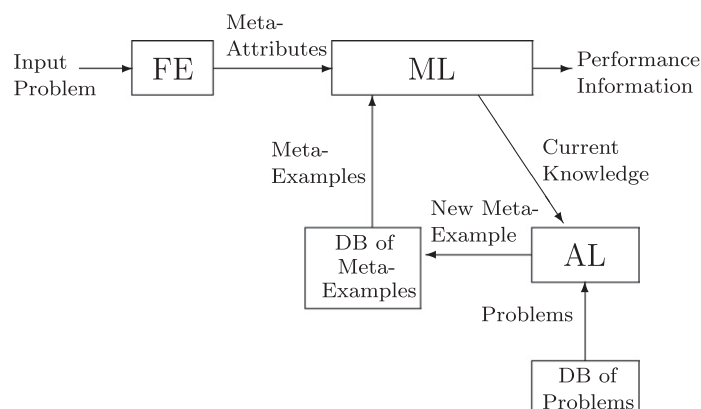 Meta-
Attributes
Input
Problem
FE
ML
Performance
Information
Meta-
Examples
Current
Knowledge
New Meta-
Example
DB of
Meta-
Examples
AL
Problems
DB of
Problems